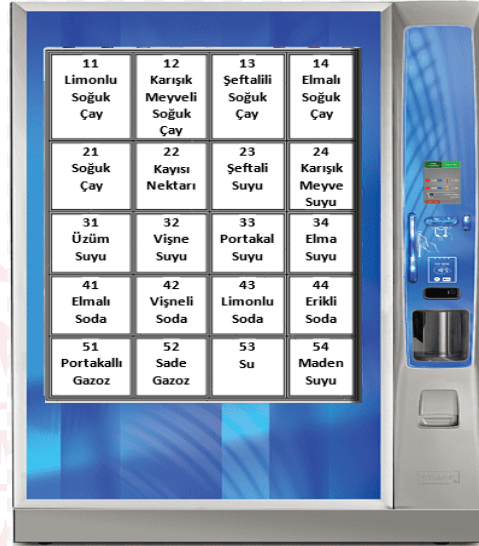 11
Limonlu
Soğuk
Çay
12
Karışık
Meyveli
Soğuk
Çay
13
Şeftalili
Soğuk
Çay
14
Elmalı
Soğuk
Çay
21
Soğuk
Çay
22
Kayısı
Nektarı
23
Şeftali
Suyu
24
Karışık
Meyve
Suyu
31
Üzüm
Suyu
32
Vişne
Suyu
33
Portakal
Suyu
34
Elma
Suyu
41
Elmalı
Soda
42
Vişneli
Soda
43
Limonlu
Soda
44
Erikli
Soda
51
Portakallı
Gazoz
52
Sade
Gazoz
53
Su
54
Maden
Suyu